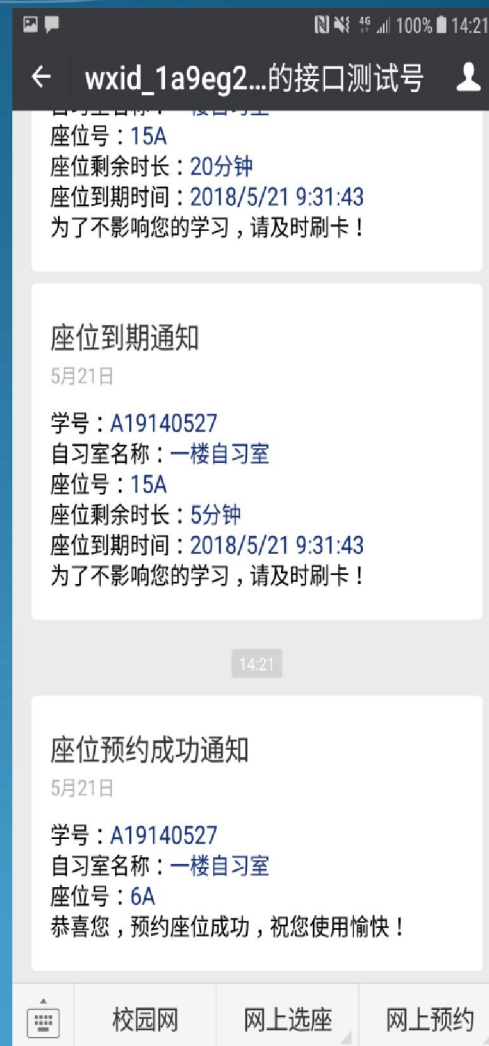 4G 100% 14:21
wxid_1a9eg2...的接口测试号
座位号：15A
座位剩余时长：20分钟
座位到期时间：2018/5/21 9:31:43
为了不影响您的学习，请及时刷卡！
座位到期通知
5月21日
学号：A19140527
自习室名称：一楼自习室
座位号：15A
座位剩余时长：5分钟
座位到期时间：2018/5/21 9:31:43
为了不影响您的学习，请及时刷卡！
14:21
座位预约成功通知
5月21日
学号：A19140527
自习室名称：一楼自习室
座位号：6A
恭喜您，预约座位成功，祝您使用愉快！
校园网 网上选座 网上预约